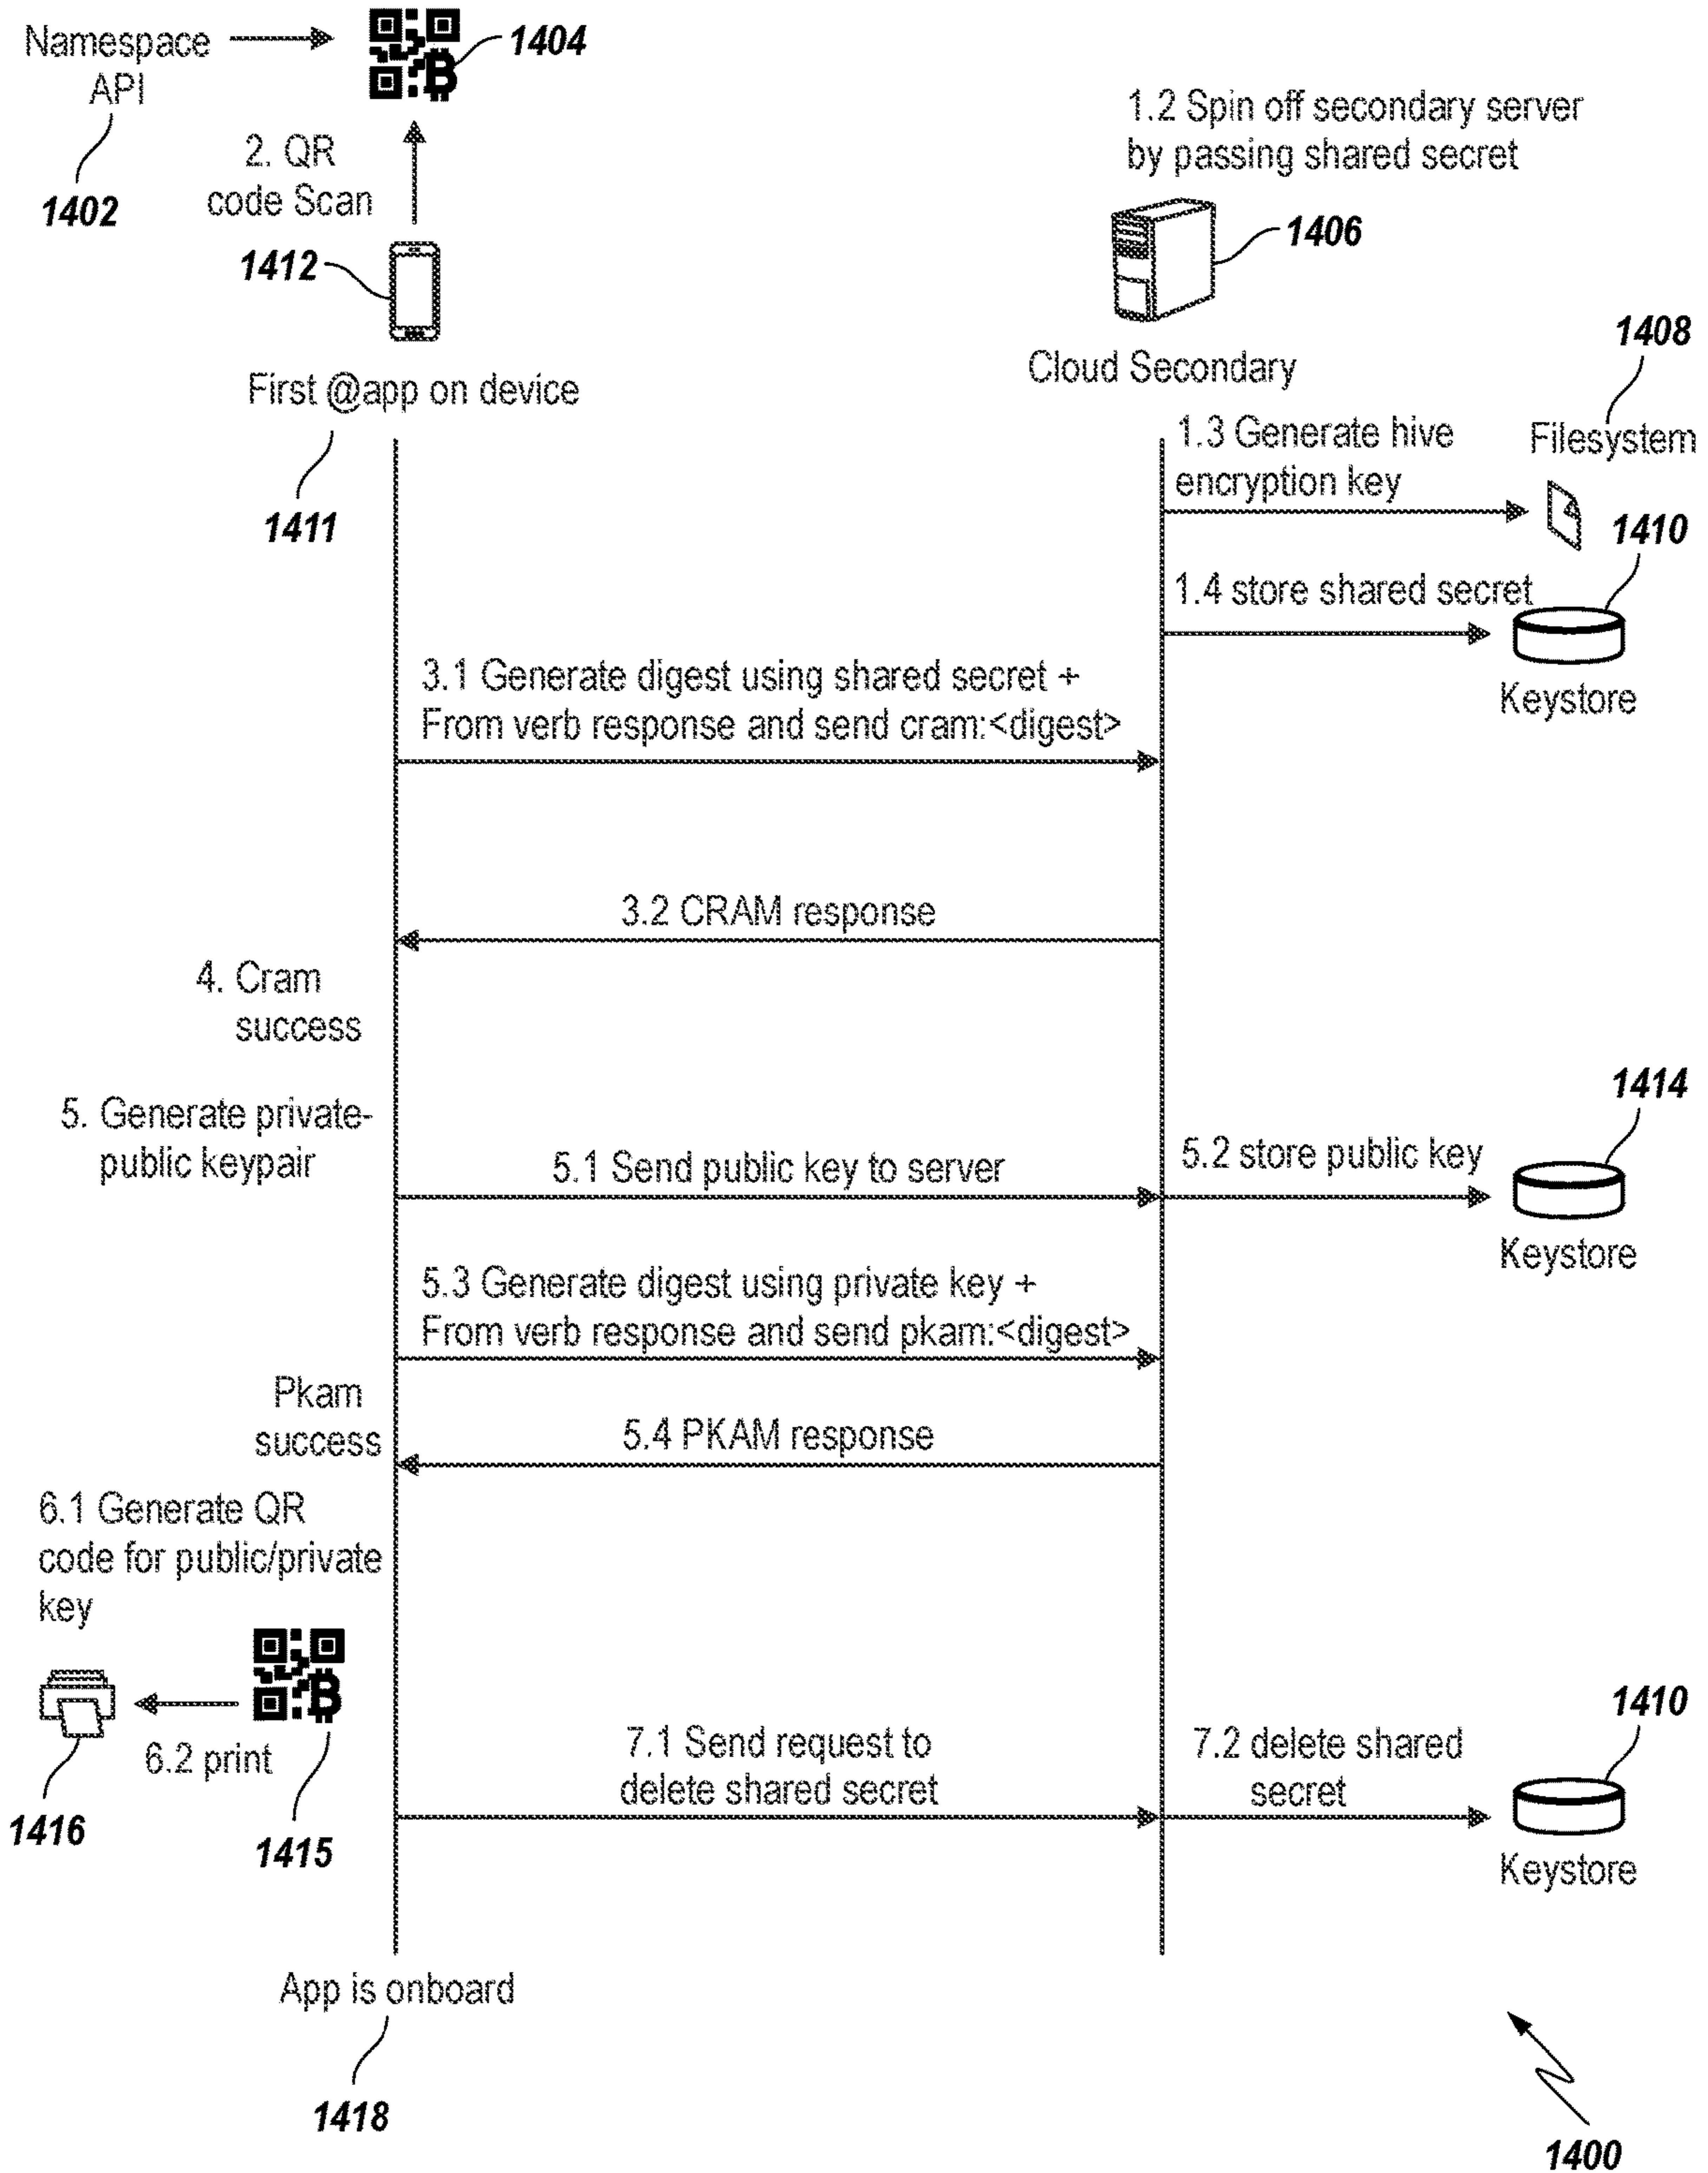 Namespace
API
1402
1404
2. QR
code Scan
1412
First @app on device
1411
1.2 Spin off secondary server
by passing shared secret
1406
Cloud Secondary
1408
Filesystem
1.3 Generate hive
encryption key
1410
1.4 store shared secret
Keystore
3.1 Generate digest using shared secret +
From verb response and send cram:<digest>
3.2 CRAM response
4. Cram
success
5. Generate private-
public keypair
5.1 Send public key to server
5.2 store public key
1414
Keystore
5.3 Generate digest using private key +
From verb response and send pkam:<digest>
Pkam
success
5.4 PKAM response
6.1 Generate QR
code for public/private
key
6.2 print
1416
1415
7.1 Send request to
delete shared secret
7.2 delete shared
secret
1410
Keystore
App is onboard
1418
1400